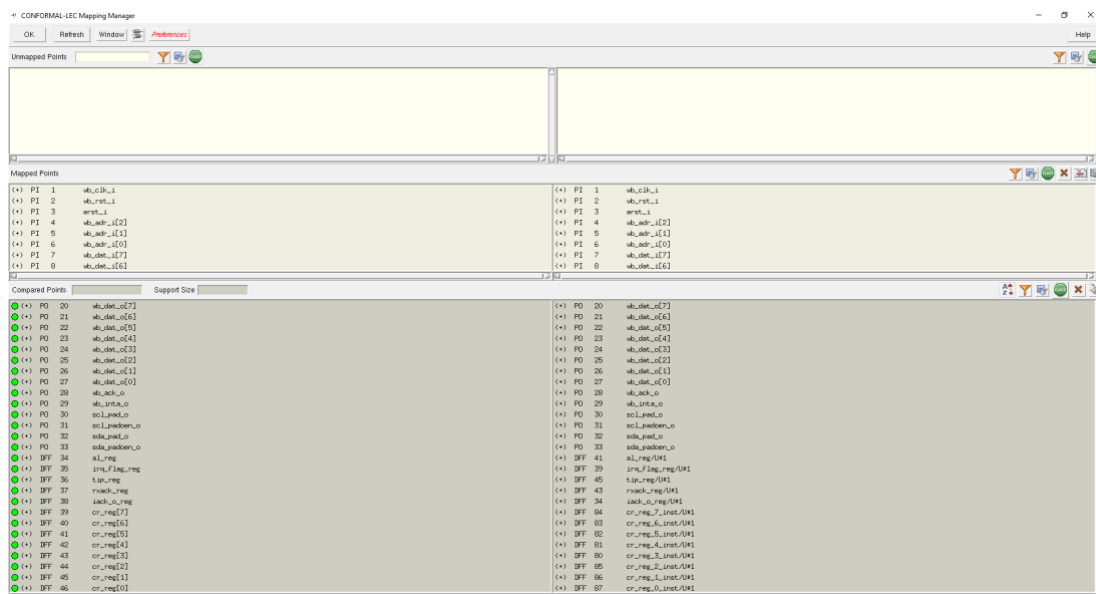 CONFORMAL-LEC Mapping Manager
OK Refresh Window Preferences Help
Unmapped Points
Mapped Points
(+) PI 1 wb_clk_i (+) PI 1 wb_clk_i
(+) PI 2 wb_rst_i (+) PI 2 wb_rst_i
(+) PI 3 arst_i (+) PI 3 arst_i
(+) PI 4 wb_adr_i[2] (+) PI 4 wb_adr_i[2]
(+) PI 5 wb_adr_i[1] (+) PI 5 wb_adr_i[1]
(+) PI 6 wb_adr_i[0] (+) PI 6 wb_adr_i[0]
(+) PI 7 wb_dat_i[7] (+) PI 7 wb_dat_i[7]
(+) PI 8 wb_dat_i[6] (+) PI 8 wb_dat_i[6]
Compared Points Support Size
(+) PO 20 wb_dat_o[7] (+) PO 20 wb_dat_o[7]
(+) PO 21 wb_dat_o[6] (+) PO 21 wb_dat_o[6]
(+) PO 22 wb_dat_o[5] (+) PO 22 wb_dat_o[5]
(+) PO 23 wb_dat_o[4] (+) PO 23 wb_dat_o[4]
(+) PO 24 wb_dat_o[3] (+) PO 24 wb_dat_o[3]
(+) PO 25 wb_dat_o[2] (+) PO 25 wb_dat_o[2]
(+) PO 26 wb_dat_o[1] (+) PO 26 wb_dat_o[1]
(+) PO 27 wb_dat_o[0] (+) PO 27 wb_dat_o[0]
(+) PO 28 wb_ack_o (+) PO 28 wb_ack_o
(+) PO 29 wb_inta_o (+) PO 29 wb_inta_o
(+) PO 30 scl_pad_o (+) PO 30 scl_pad_o
(+) PO 31 scl_padoen_o (+) PO 31 scl_padoen_o
(+) PO 32 sda_pad_o (+) PO 32 sda_pad_o
(+) PO 33 sda_padoen_o (+) PO 33 sda_padoen_o
(+) DFF 34 al_reg (+) DFF 41 al_reg/U#1
(+) DFF 35 irq_flag_reg (+) DFF 39 irq_flag_reg/U#1
(+) DFF 36 tip_reg (+) DFF 45 tip_reg/U#1
(+) DFF 37 rxack_reg (+) DFF 43 rxack_reg/U#1
(+) DFF 38 iack_o_reg (+) DFF 34 iack_o_reg/U#1
(+) DFF 39 cr_reg[7] (+) DFF 84 cr_reg_7_inst/U#1
(+) DFF 40 cr_reg[6] (+) DFF 83 cr_reg_6_inst/U#1
(+) DFF 41 cr_reg[5] (+) DFF 82 cr_reg_5_inst/U#1
(+) DFF 42 cr_reg[4] (+) DFF 81 cr_reg_4_inst/U#1
(+) DFF 43 cr_reg[3] (+) DFF 80 cr_reg_3_inst/U#1
(+) DFF 44 cr_reg[2] (+) DFF 85 cr_reg_2_inst/U#1
(+) DFF 45 cr_reg[1] (+) DFF 86 cr_reg_1_inst/U#1
(+) DFF 46 cr_reg[0] (+) DFF 87 cr_reg_0_inst/U#1